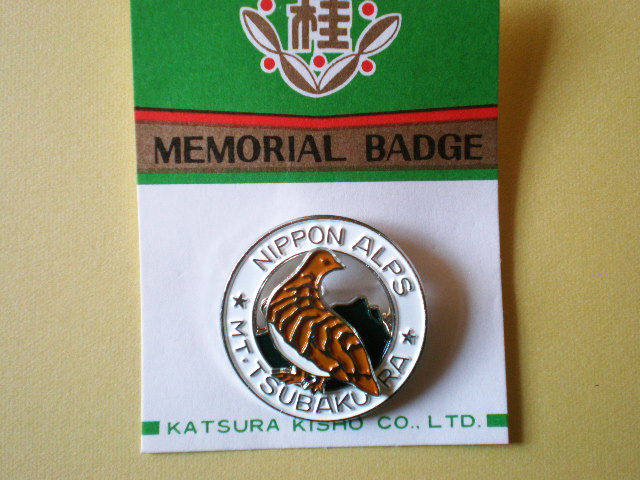 桂
MEMORIAL BADGE
NIPPON ALPS
★ MT. TSUBAKURA ★
KATSURA KISHO CO., LTD.